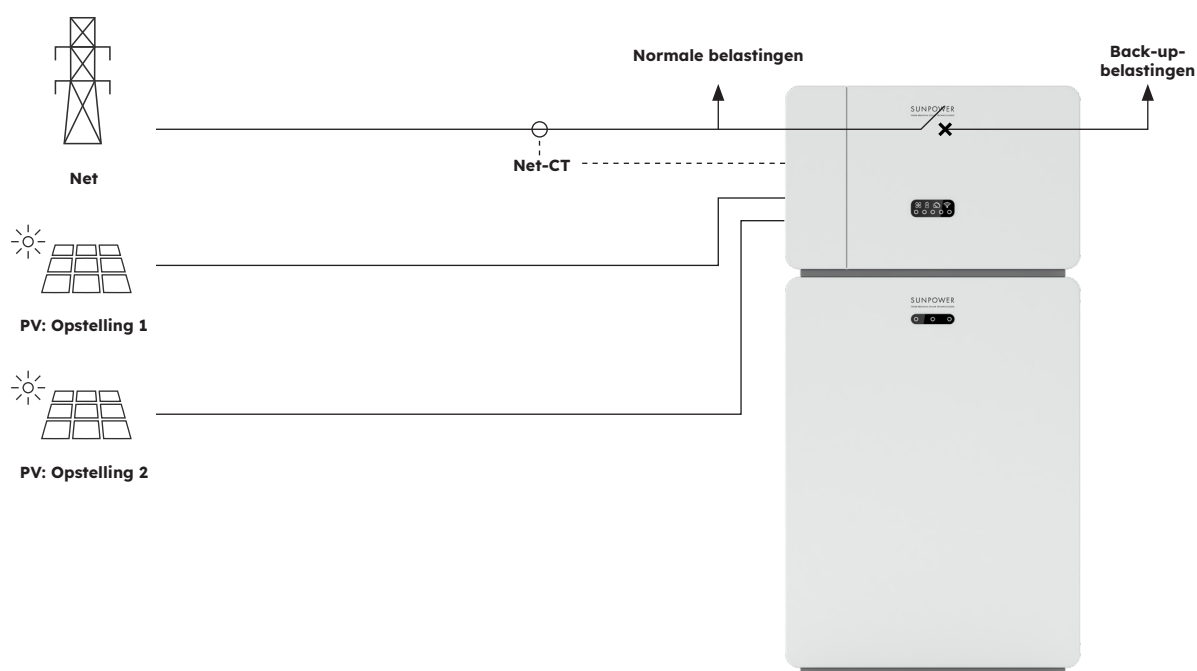 Normale belastingen
Back-up-
belastingen
SUNPOWER
Net-CT
Net
PV: Opstelling 1
SUNPOWER
PV: Opstelling 2